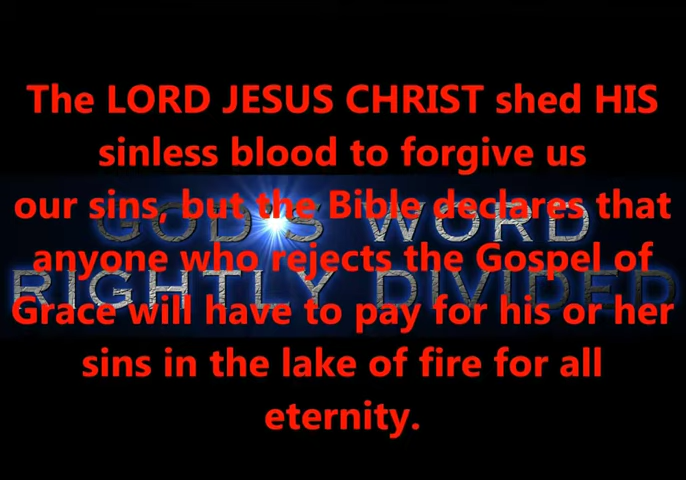 The LORD JESUS CHRIST shed HIS
sinless blood to forgive us
our sins, but the Bible declares that
GOD'S WORD
anyone who rejects the Gospel of
RIGHTLY DIVIDED
Grace will have to pay for his or her
sins in the lake of fire for all
eternity.